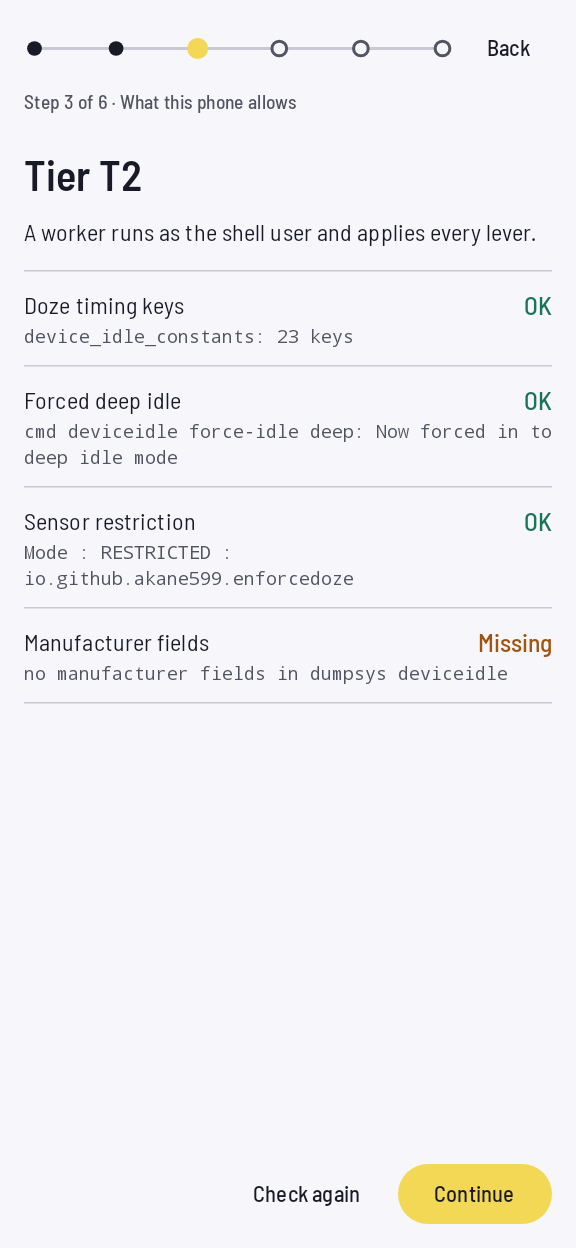 Back
Step 3 of 6 · What this phone allows
Tier T2
A worker runs as the shell user and applies every lever.
Doze timing keys OK
device_idle_constants: 23 keys
Forced deep idle OK
cmd deviceidle force-idle deep: Now forced in to
deep idle mode
Sensor restriction OK
Mode : RESTRICTED :
io.github.akane599.enforcedoze
Manufacturer fields Missing
no manufacturer fields in dumpsys deviceidle
Check again Continue